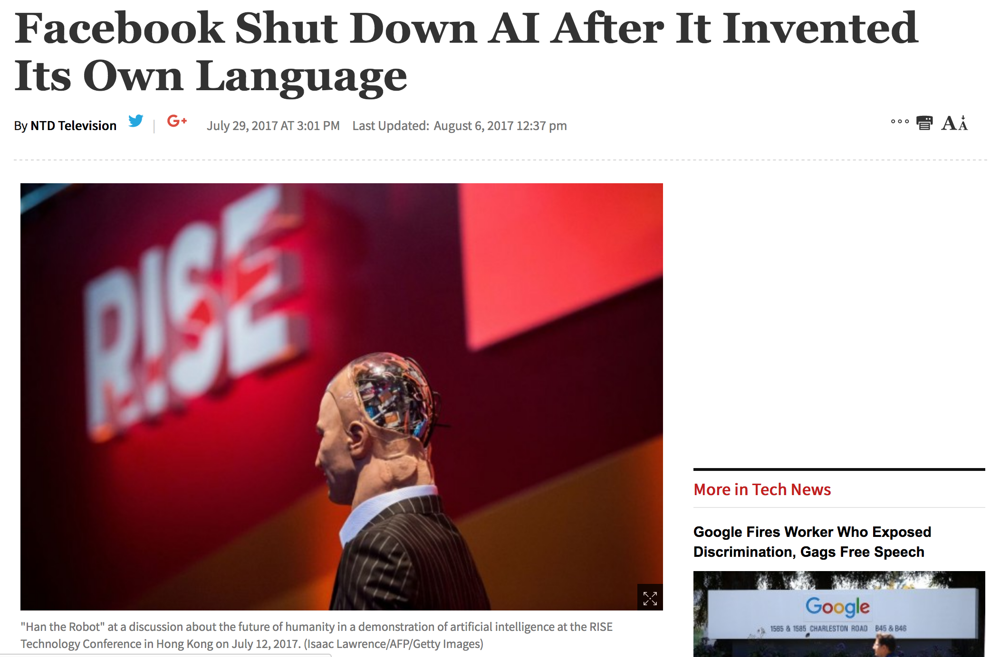 Facebook Shut Down AI After It Invented
Its Own Language
By NTD Television | G+ July 29, 2017 AT 3:01 PM Last Updated: August 6, 2017 12:37 pm AA
RISE
"Han the Robot" at a discussion about the future of humanity in a demonstration of artificial intelligence at the RISE
Technology Conference in Hong Kong on July 12, 2017. (Isaac Lawrence/AFP/Getty Images)
More in Tech News
Google Fires Worker Who Exposed
Discrimination, Gags Free Speech
Google
1565 & 1585 CHARLESTON ROAD B45 & B46